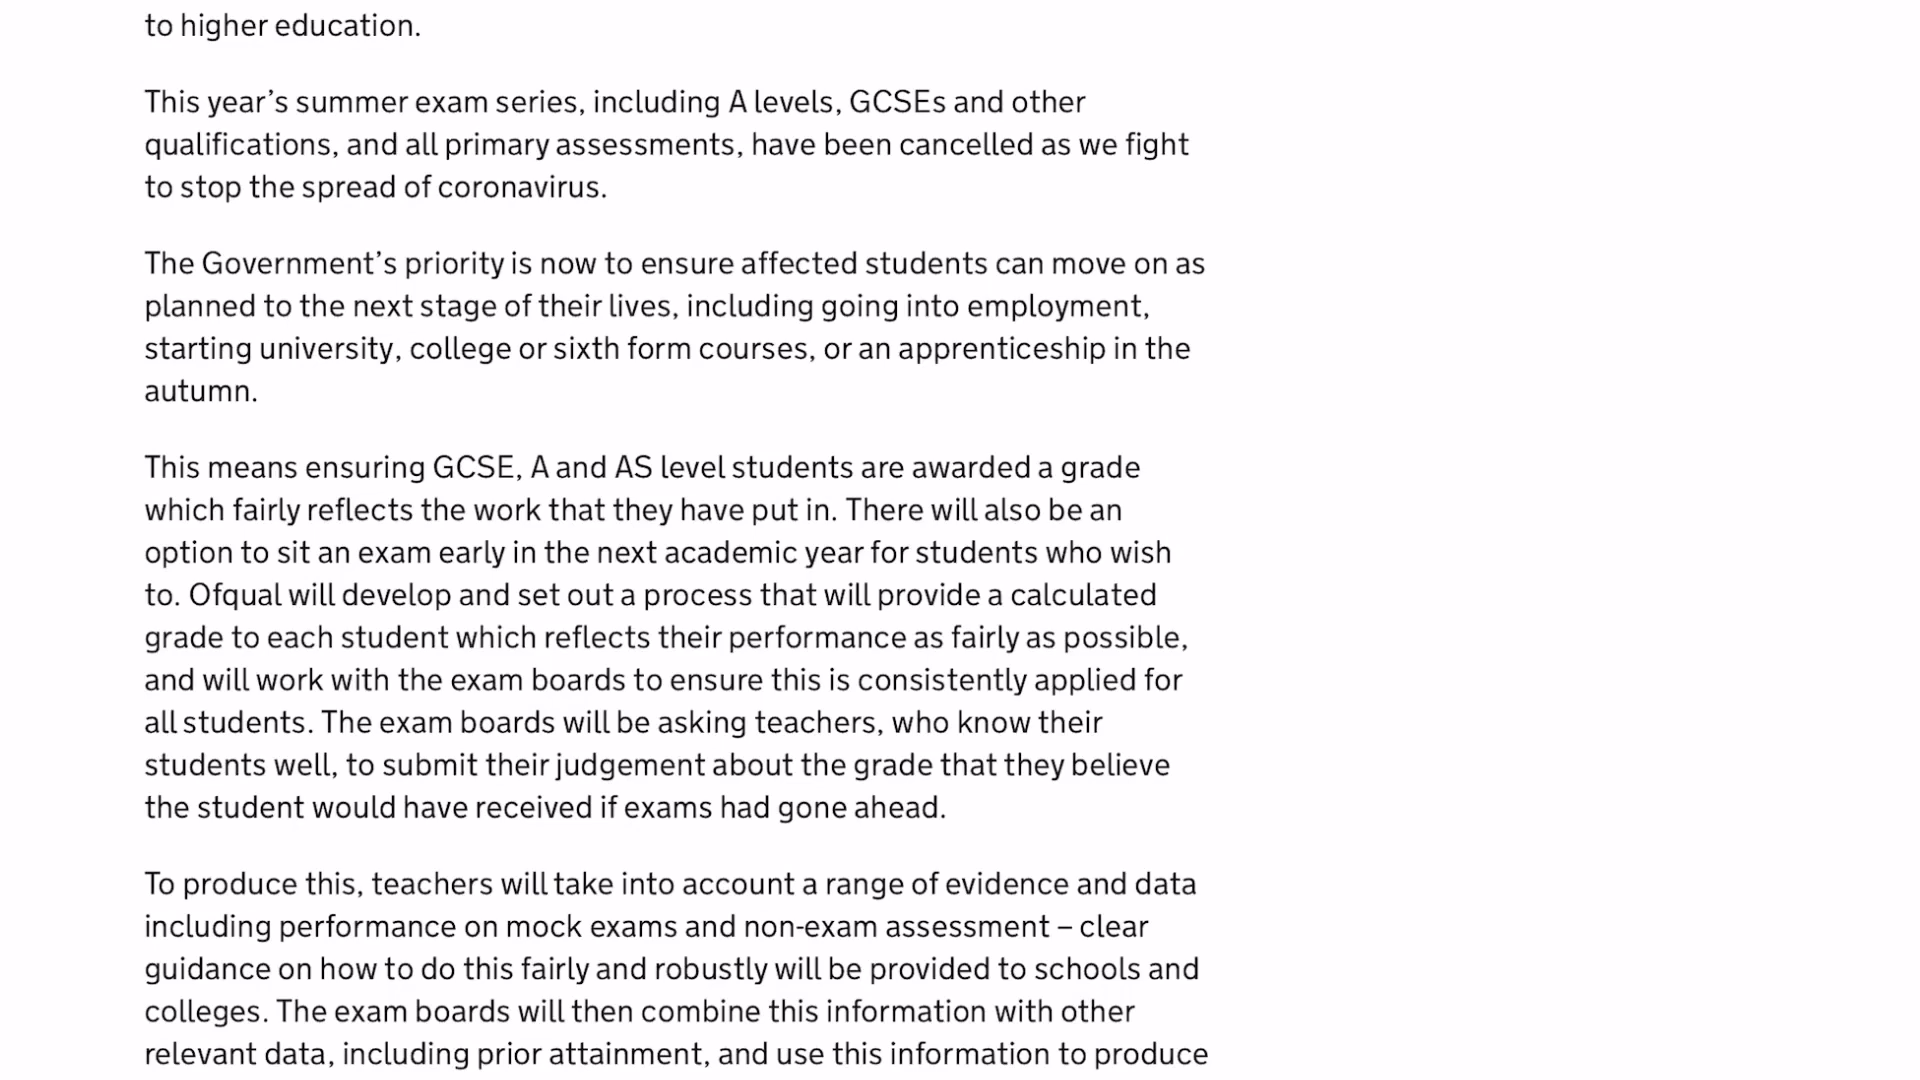 to higher education.
This year’s summer exam series, including A levels, GCSEs and other
qualifications, and all primary assessments, have been cancelled as we fight
to stop the spread of coronavirus.
The Government’s priority is now to ensure affected students can move on as
planned to the next stage of their lives, including going into employment,
starting university, college or sixth form courses, or an apprenticeship in the
autumn.
This means ensuring GCSE, A and AS level students are awarded a grade
which fairly reflects the work that they have put in. There will also be an
option to sit an exam early in the next academic year for students who wish
to. Ofqual will develop and set out a process that will provide a calculated
grade to each student which reflects their performance as fairly as possible,
and will work with the exam boards to ensure this is consistently applied for
all students. The exam boards will be asking teachers, who know their
students well, to submit their judgement about the grade that they believe
the student would have received if exams had gone ahead.
To produce this, teachers will take into account a range of evidence and data
including performance on mock exams and non-exam assessment – clear
guidance on how to do this fairly and robustly will be provided to schools and
colleges. The exam boards will then combine this information with other
relevant data, including prior attainment, and use this information to produce